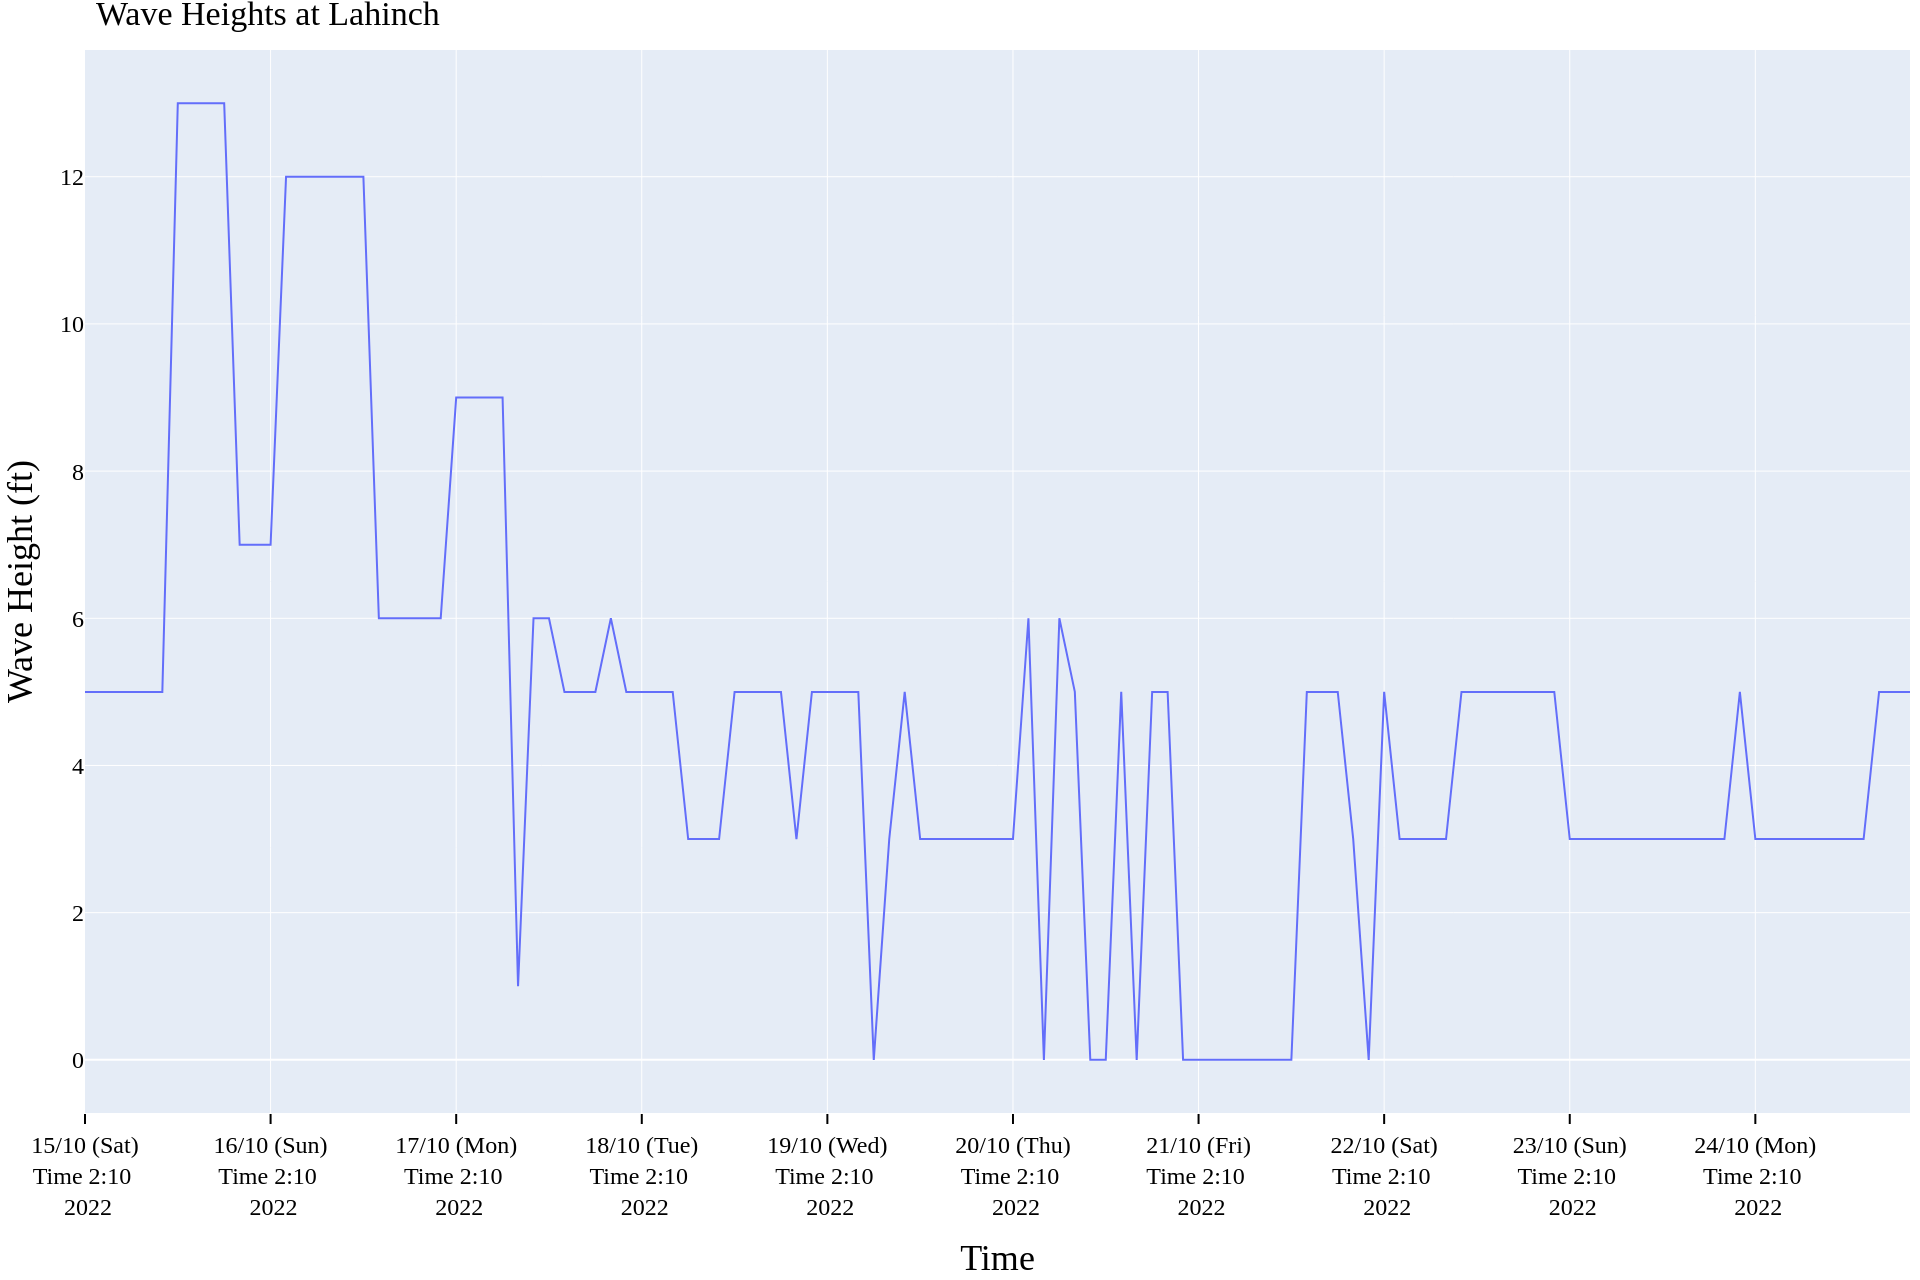 Wave Heights at Lahinch
Wave Height (ft)
12
10
8
6
4
2
0
15/10 (Sat) 16/10 (Sun) 17/10 (Mon) 18/10 (Tue) 19/10 (Wed) 20/10 (Thu) 21/10 (Fri) 22/10 (Sat) 23/10 (Sun) 24/10 (Mon)
Time 2:10 Time 2:10 Time 2:10 Time 2:10 Time 2:10 Time 2:10 Time 2:10 Time 2:10 Time 2:10 Time 2:10
2022 2022 2022 2022 2022 2022 2022 2022 2022 2022
Time